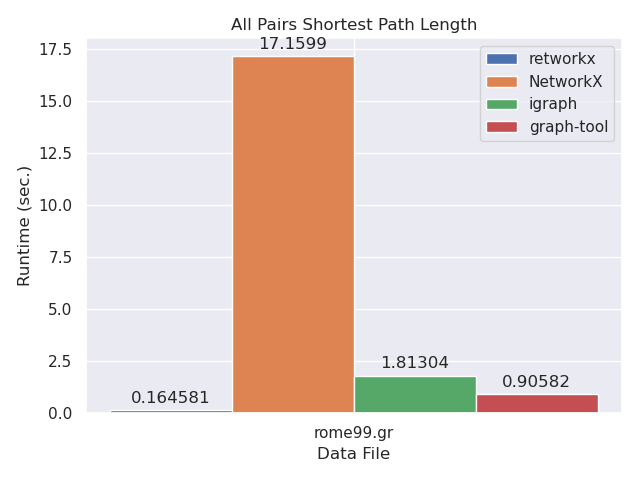 All Pairs Shortest Path Length
17.1599
retworkx
NetworkX
igraph
graph-tool
17.5
15.0
12.5
10.0
7.5
5.0
2.5
0.0
Runtime (sec.)
0.164581
1.81304
0.90582
rome99.gr
Data File